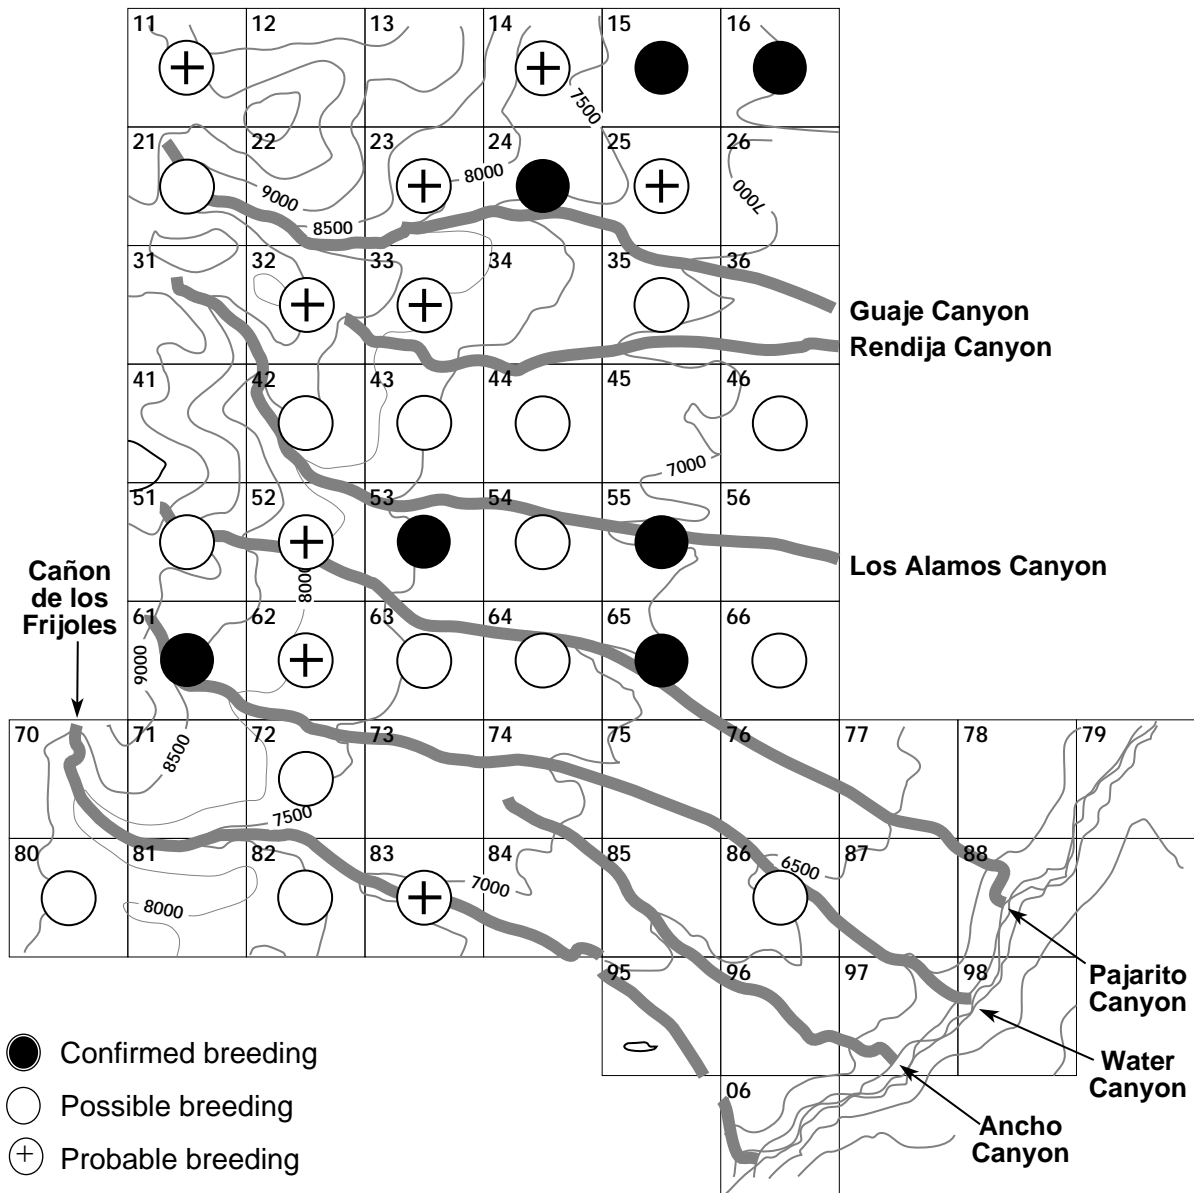 11 12 13 14 15 16
7500
21 22 23 24 25 26
8000
9000
7000
8500
31 32 33 34 35 36
Guaje Canyon
Rendija Canyon
41 42 43 44 45 46
7000
51 52 53 54 55 56
Los Alamos Canyon
Cañon
de los
Frijoles
8000
61 62 63 64 65 66
9000
70 71 72 73 74 75 76 77 78 79
8500
7500
80 81 82 83 84 85 86 87 88
6500
7000
8000
95 96 97 98
Pajarito
Canyon
Water
Canyon
06
Ancho
Canyon
Confirmed breeding
Possible breeding
Probable breeding